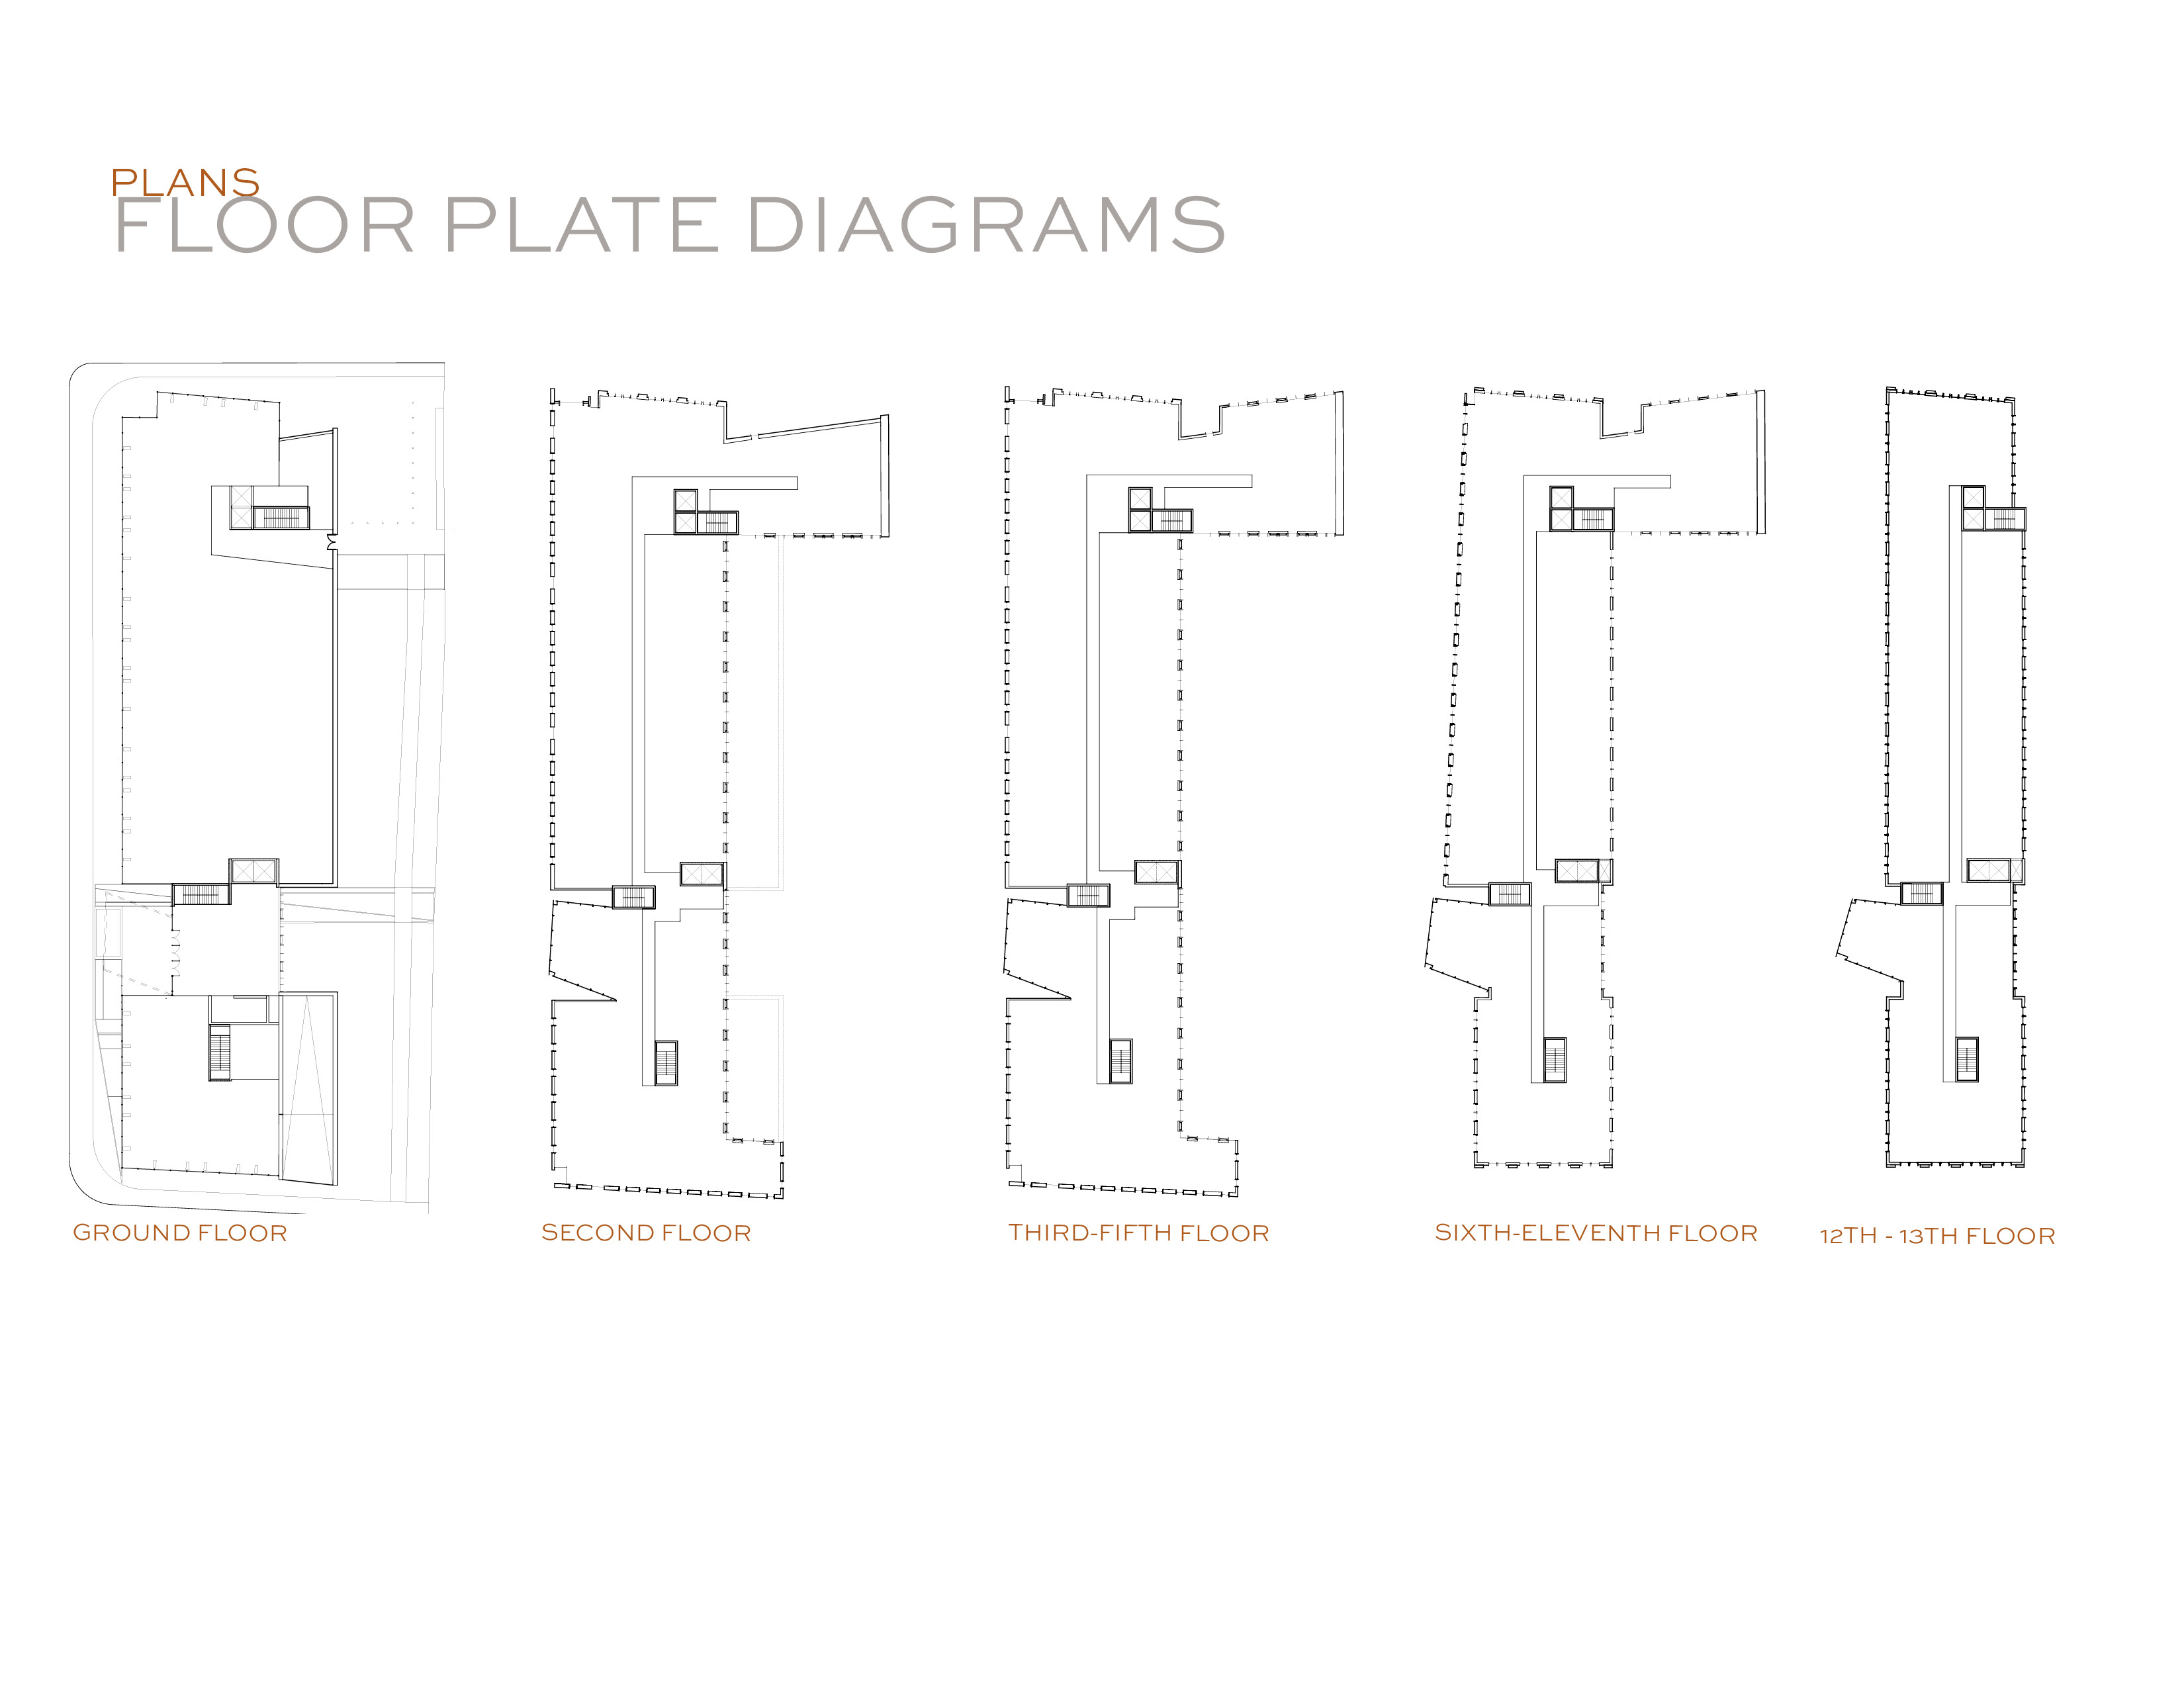 PLANS
FLOOR PLATE DIAGRAMS
GROUND FLOOR
SECOND FLOOR
THIRD-FIFTH FLOOR
SIXTH-ELEVENTH FLOOR
12TH - 13TH FLOOR